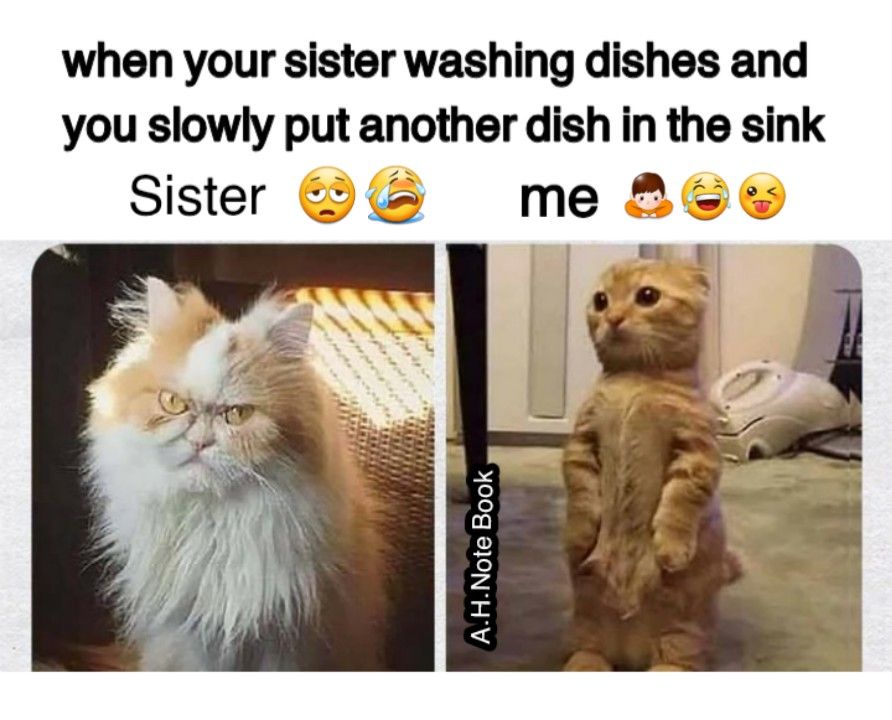 when your sister washing dishes and
you slowly put another dish in the sink
Sister 😩😭 me 🙇😂😜
A.H.Note Book